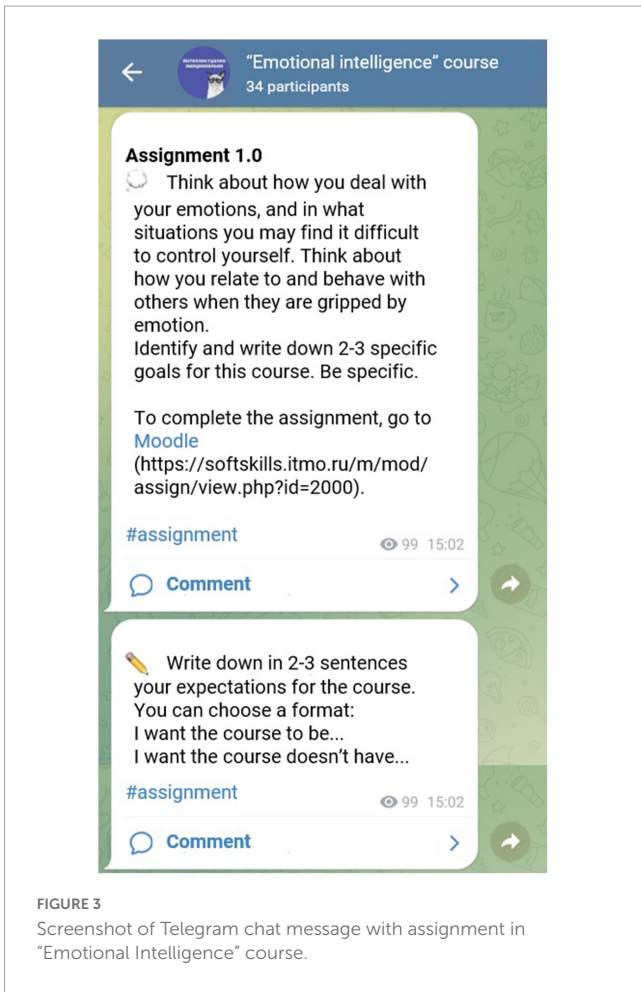 "Emotional intelligence" course
34 participants
Assignment 1.0
Think about how you deal with
your emotions, and in what
situations you may find it difficult
to control yourself. Think about
how you relate to and behave with
others when they are gripped by
emotion.
Identify and write down 2-3 specific
goals for this course. Be specific.
To complete the assignment, go to
Moodle
(https://softskills.itmo.ru/m/mod/
assign/view.php?id=2000).
#assignment
99 15:02
Comment
Write down in 2-3 sentences
your expectations for the course.
You can choose a format:
I want the course to be...
I want the course doesn't have...
#assignment
99 15:02
Comment
FIGURE 3
Screenshot of Telegram chat message with assignment in
"Emotional Intelligence" course.